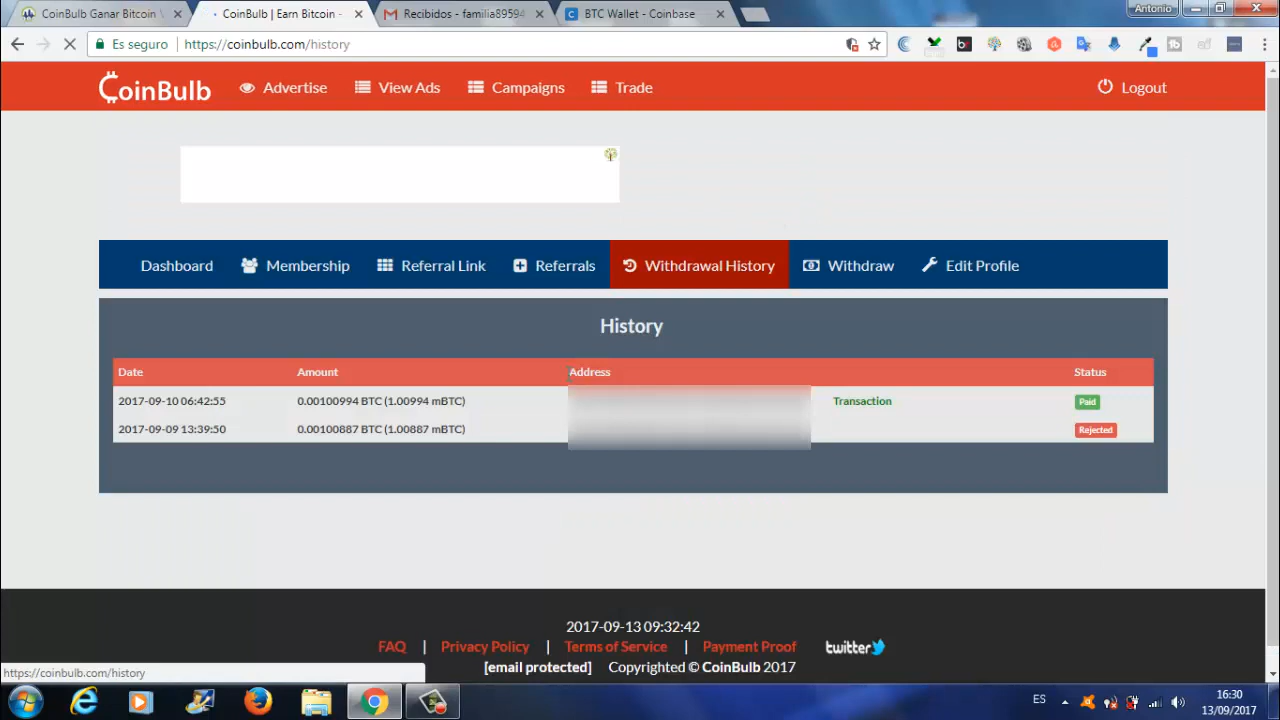 CoinBulb Ganar Bitcoin
CoinBulb | Earn Bitcoin -
Recibidos - familia89594
BTC Wallet - Coinbase
Antonio
Es seguro
https://coinbulb.com/history
CoinBulb
Advertise
View Ads
Campaigns
Trade
Logout
Dashboard
Membership
Referral Link
Referrals
Withdrawal History
Withdraw
Edit Profile
History
Date Amount Address Status
2017-09-10 06:42:55 0.00100994 BTC (1.00994 mBTC) Transaction Paid
2017-09-09 13:39:50 0.00100887 BTC (1.00887 mBTC) Rejected
2017-09-13 09:32:42
FAQ | Privacy Policy | Terms of Service | Payment Proof twitter
[email protected] Copyrighted © CoinBulb 2017
https://coinbulb.com/history
ES
16:30
13/09/2017